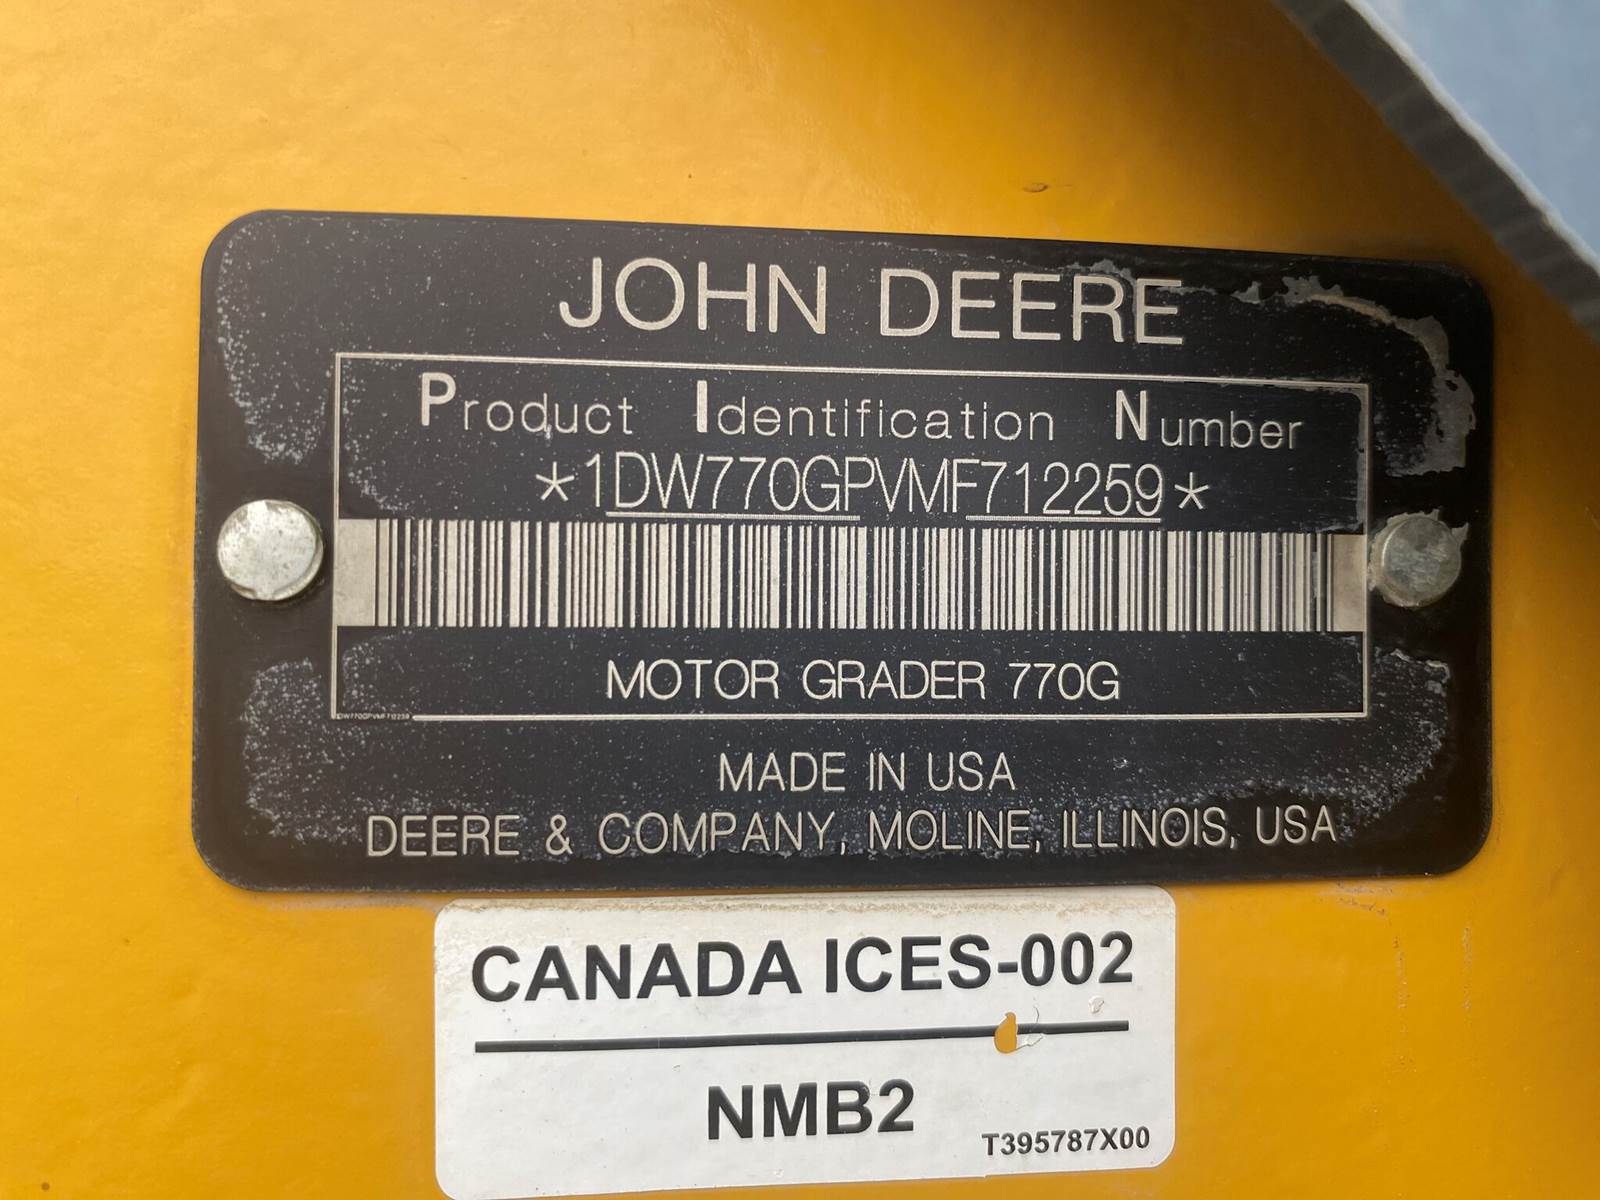 JOHN DEERE
Product Identification Number
*1DW770GPVMF712259*
MOTOR GRADER 770G
1DW770GPVMF712259
MADE IN USA
DEERE & COMPANY, MOLINE, ILLINOIS, USA
CANADA ICES-002
NMB2
T395787X00